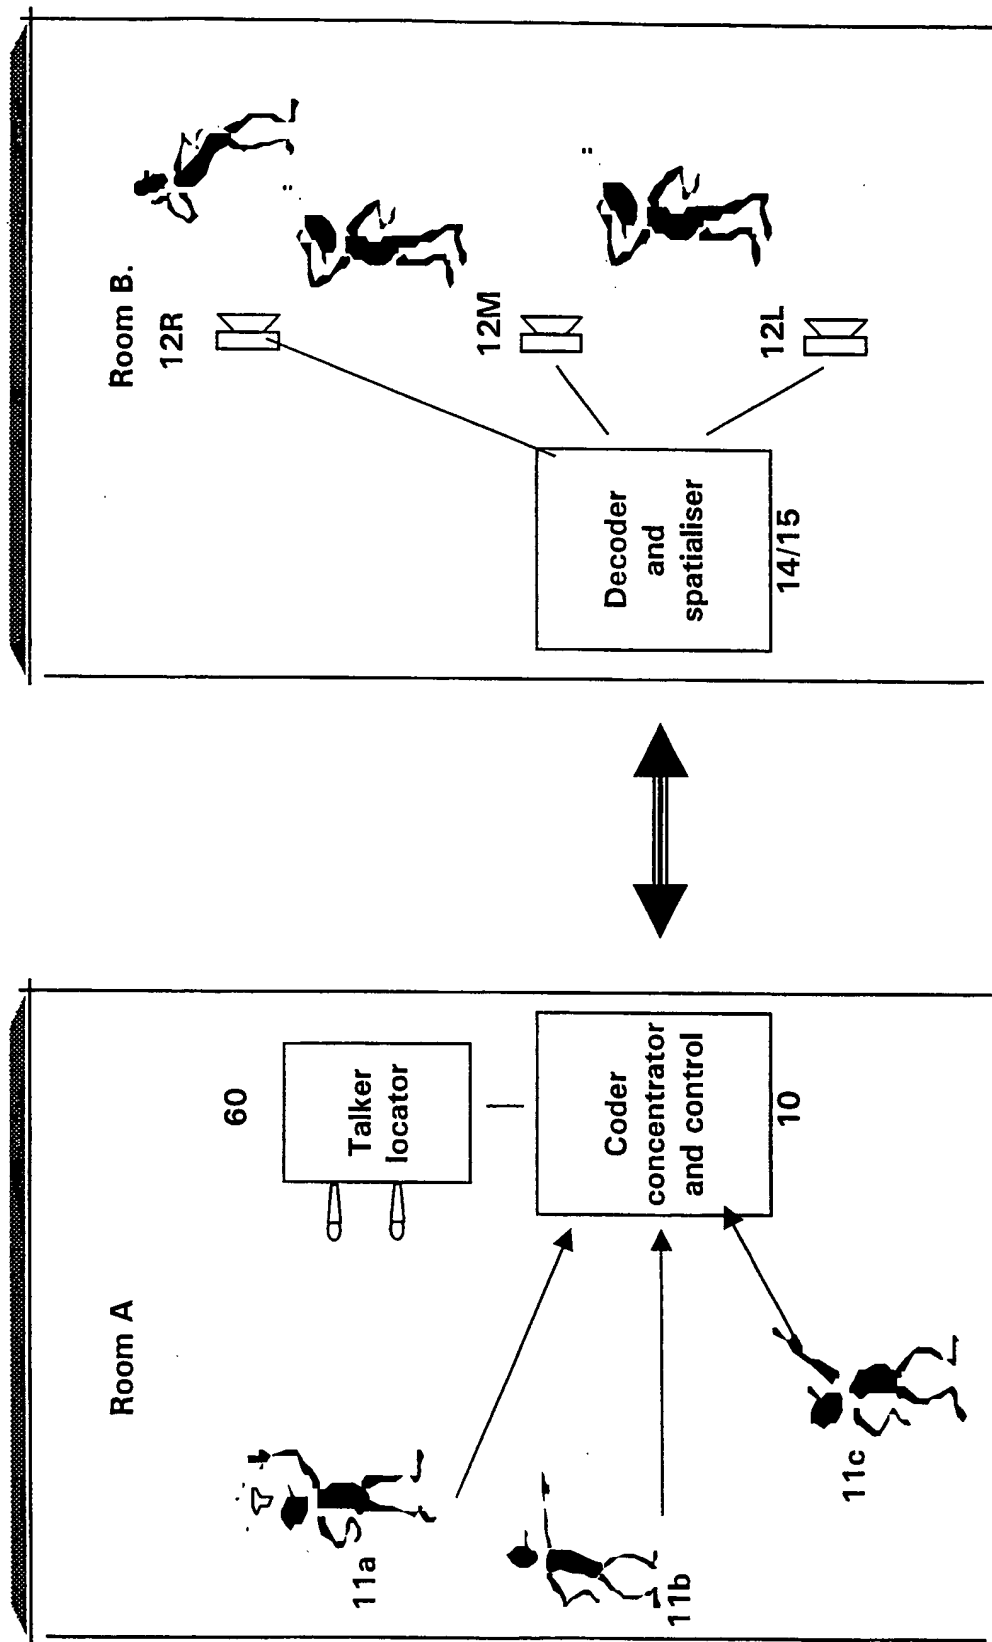 Room A
60
Talker
locator
Coder
concentrator
and control
10
11a
11b
11c
Room B.
12R
12M
12L
Decoder
and
spatialiser
14/15